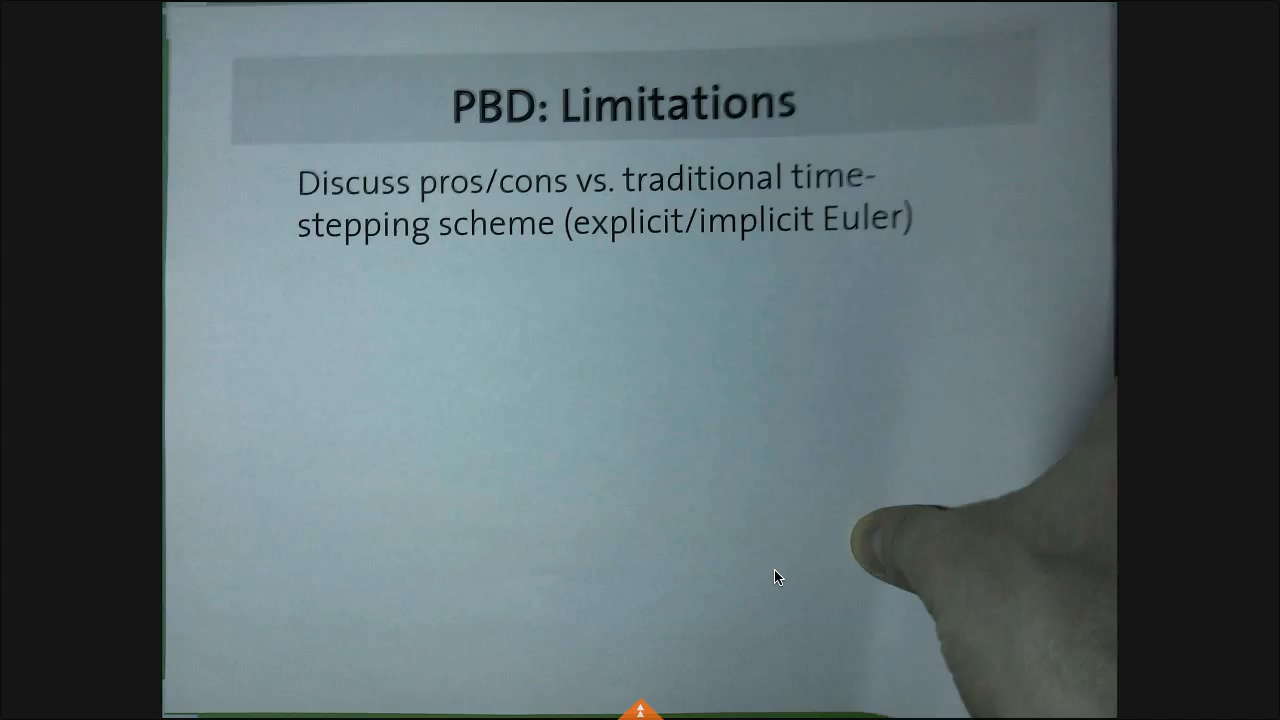 PBD: Limitations
Discuss pros/cons vs. traditional time-
stepping scheme (explicit/implicit Euler)